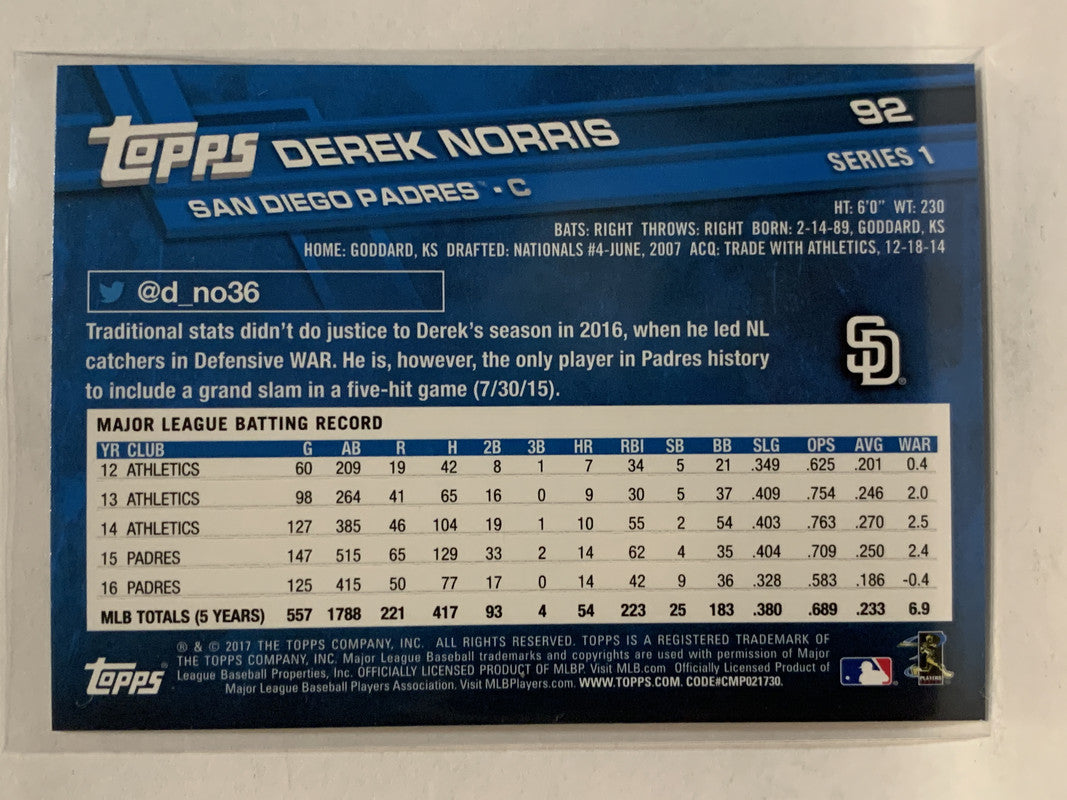 Topps DEREK NORRIS 92
SAN DIEGO PADRES™ • C SERIES 1
HT: 6'0" WT: 230
BATS: RIGHT THROWS: RIGHT BORN: 2-14-89, GODDARD, KS
HOME: GODDARD, KS DRAFTED: NATIONALS #4-JUNE, 2007 ACQ: TRADE WITH ATHLETICS, 12-18-14
@d_no36
Traditional stats didn't do justice to Derek's season in 2016, when he led NL
catchers in Defensive WAR. He is, however, the only player in Padres history
to include a grand slam in a five-hit game (7/30/15).
SD
MAJOR LEAGUE BATTING RECORD
YR CLUB G AB R H 2B 3B HR RBI SB BB SLG OPS AVG WAR
12 ATHLETICS 60 209 19 42 8 1 7 34 5 21 .349 .625 .201 0.4
13 ATHLETICS 98 264 41 65 16 0 9 30 5 37 .409 .754 .246 2.0
14 ATHLETICS 127 385 46 104 19 1 10 55 2 54 .403 .763 .270 2.5
15 PADRES 147 515 65 129 33 2 14 62 4 35 .404 .709 .250 2.4
16 PADRES 125 415 50 77 17 0 14 42 9 36 .328 .583 .186 -0.4
MLB TOTALS (5 YEARS) 557 1788 221 417 93 4 54 223 25 183 .380 .689 .233 6.9
® & © 2017 THE TOPPS COMPANY, INC. ALL RIGHTS RESERVED. TOPPS IS A REGISTERED TRADEMARK OF
THE TOPPS COMPANY, INC. Major League Baseball trademarks and copyrights are used with permission of Major
League Baseball Properties, Inc. OFFICIALLY LICENSED PRODUCT OF MLBP. Visit MLB.com Officially Licensed Product of
Major League Baseball Players Association. Visit MLBPlayers.com. WWW.TOPPS.COM. CODE#CMP021730.
Topps®
PLAYERS